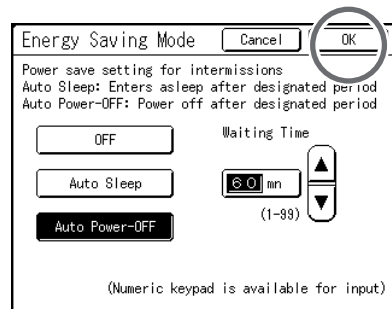 Energy Saving Mode Cancel OK
Power save setting for intermissions
Auto Sleep: Enters asleep after designated period
Auto Power-OFF: Power off after designated period
OFF
Waiting Time
Auto Sleep
60 mn
(1-99)
Auto Power-OFF
(Numeric keypad is available for input)